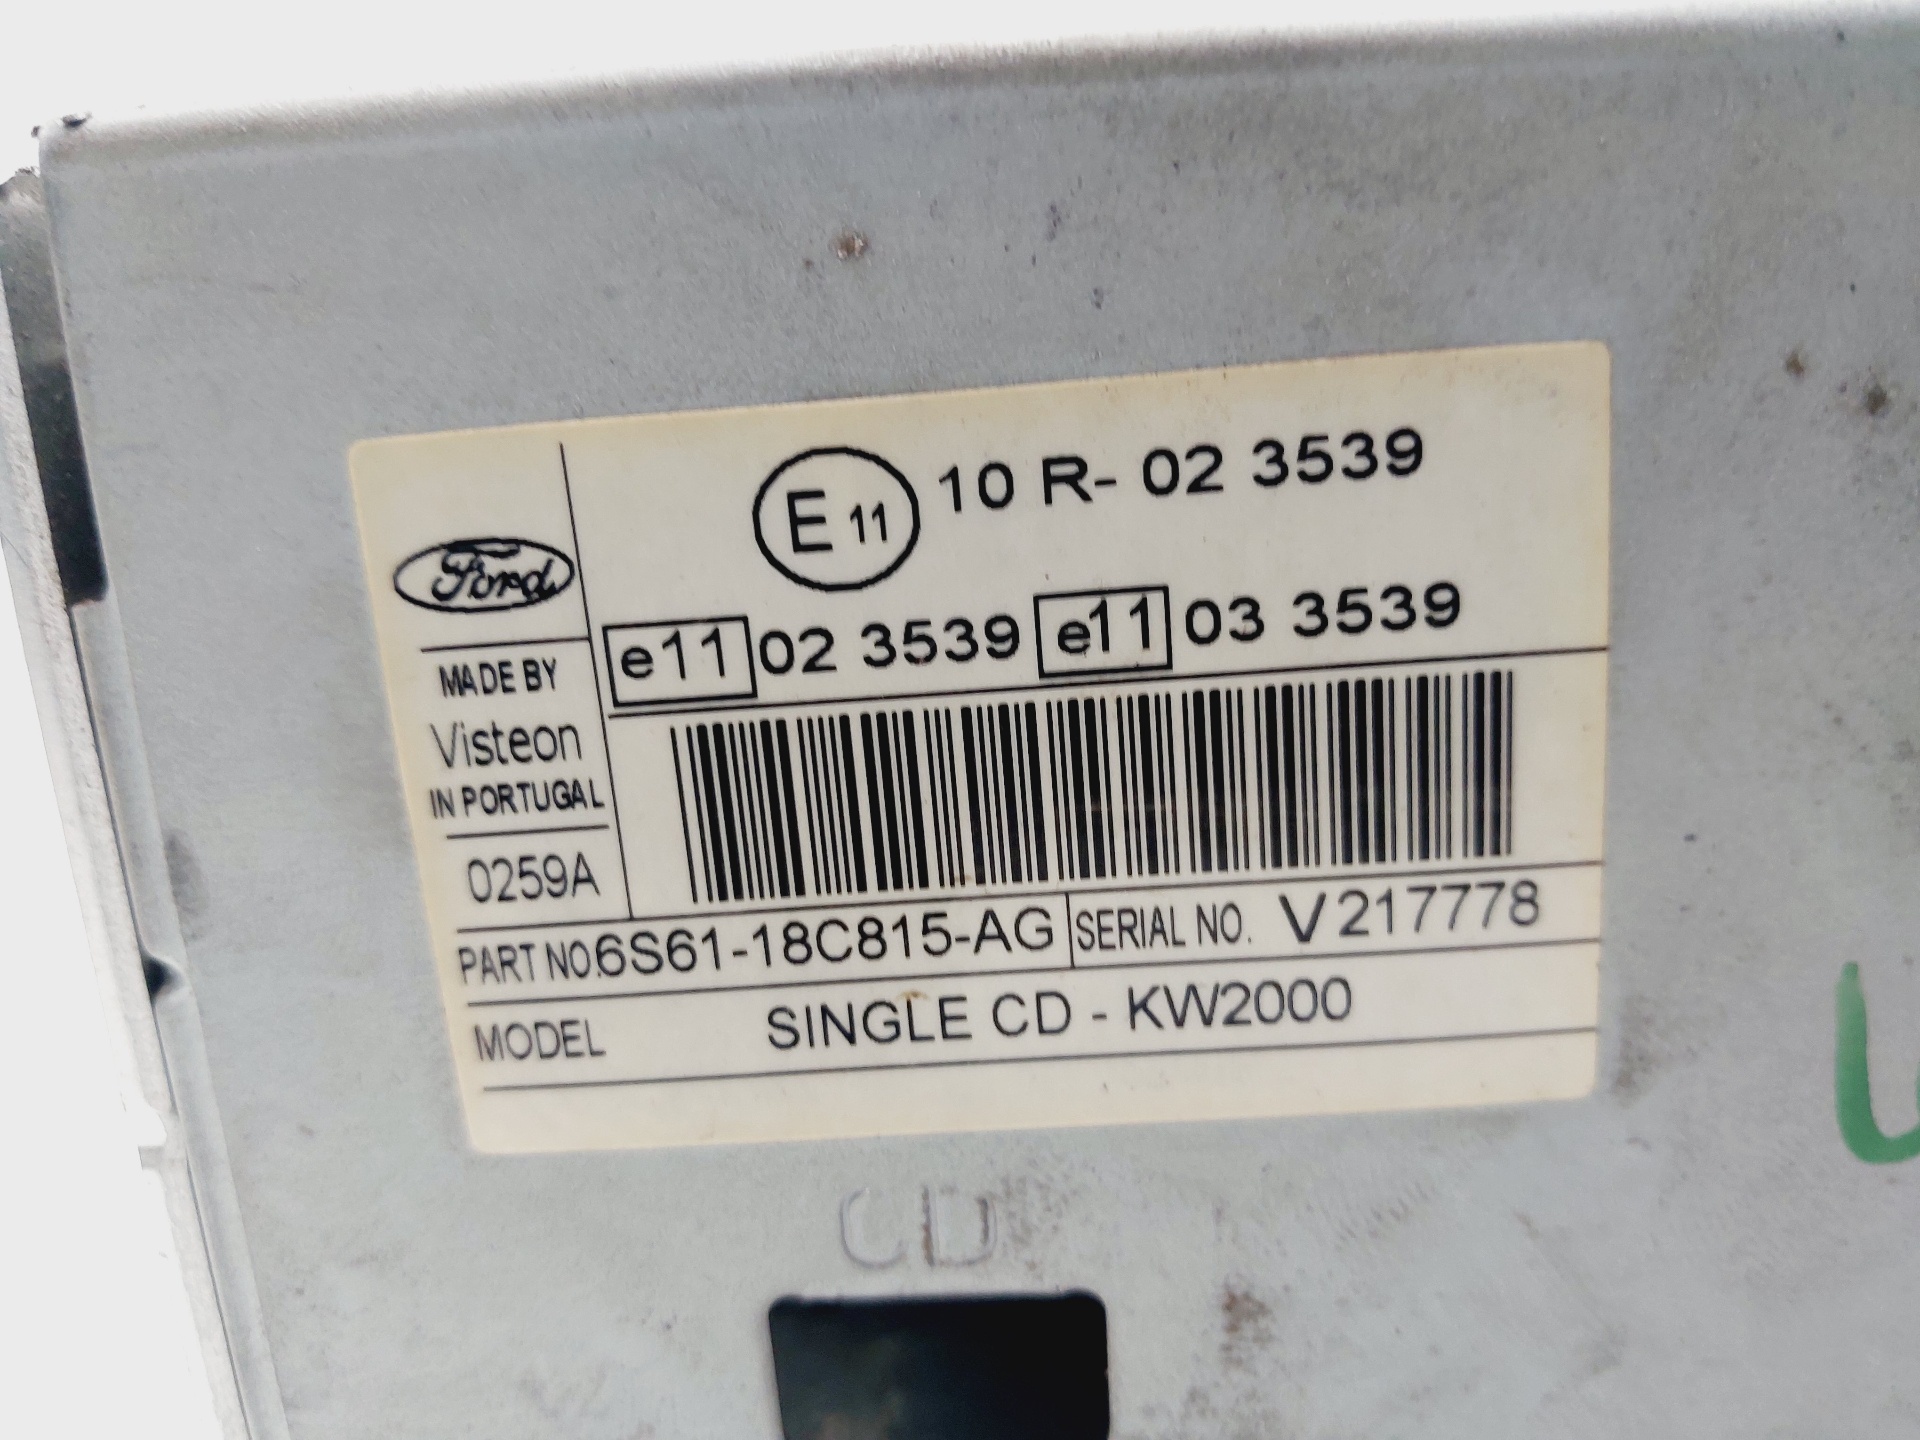 E 11 10 R- 02 3539
Ford
e11 02 3539 e11 03 3539
MADE BY
Visteon
IN PORTUGAL
0259A
PART NO. 6S61-18C815-AG SERIAL NO. V217778
MODEL SINGLE CD - KW2000
CD